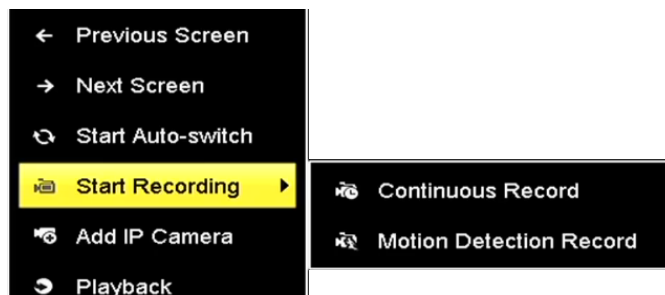 Previous Screen
Next Screen
Start Auto-switch
Start Recording
Continuous Record
Add IP Camera
Motion Detection Record
Playback